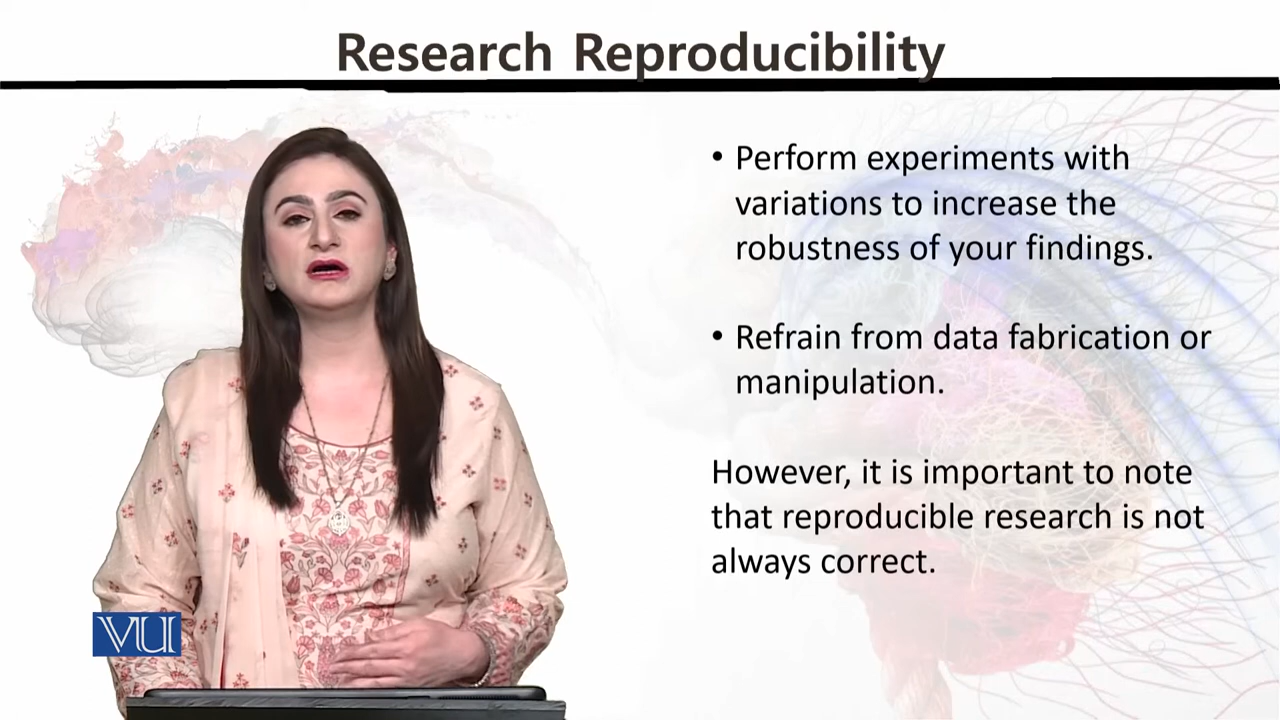 Research Reproducibility
• Perform experiments with
variations to increase the
robustness of your findings.
• Refrain from data fabrication or
manipulation.
However, it is important to note
that reproducible research is not
always correct.
VU